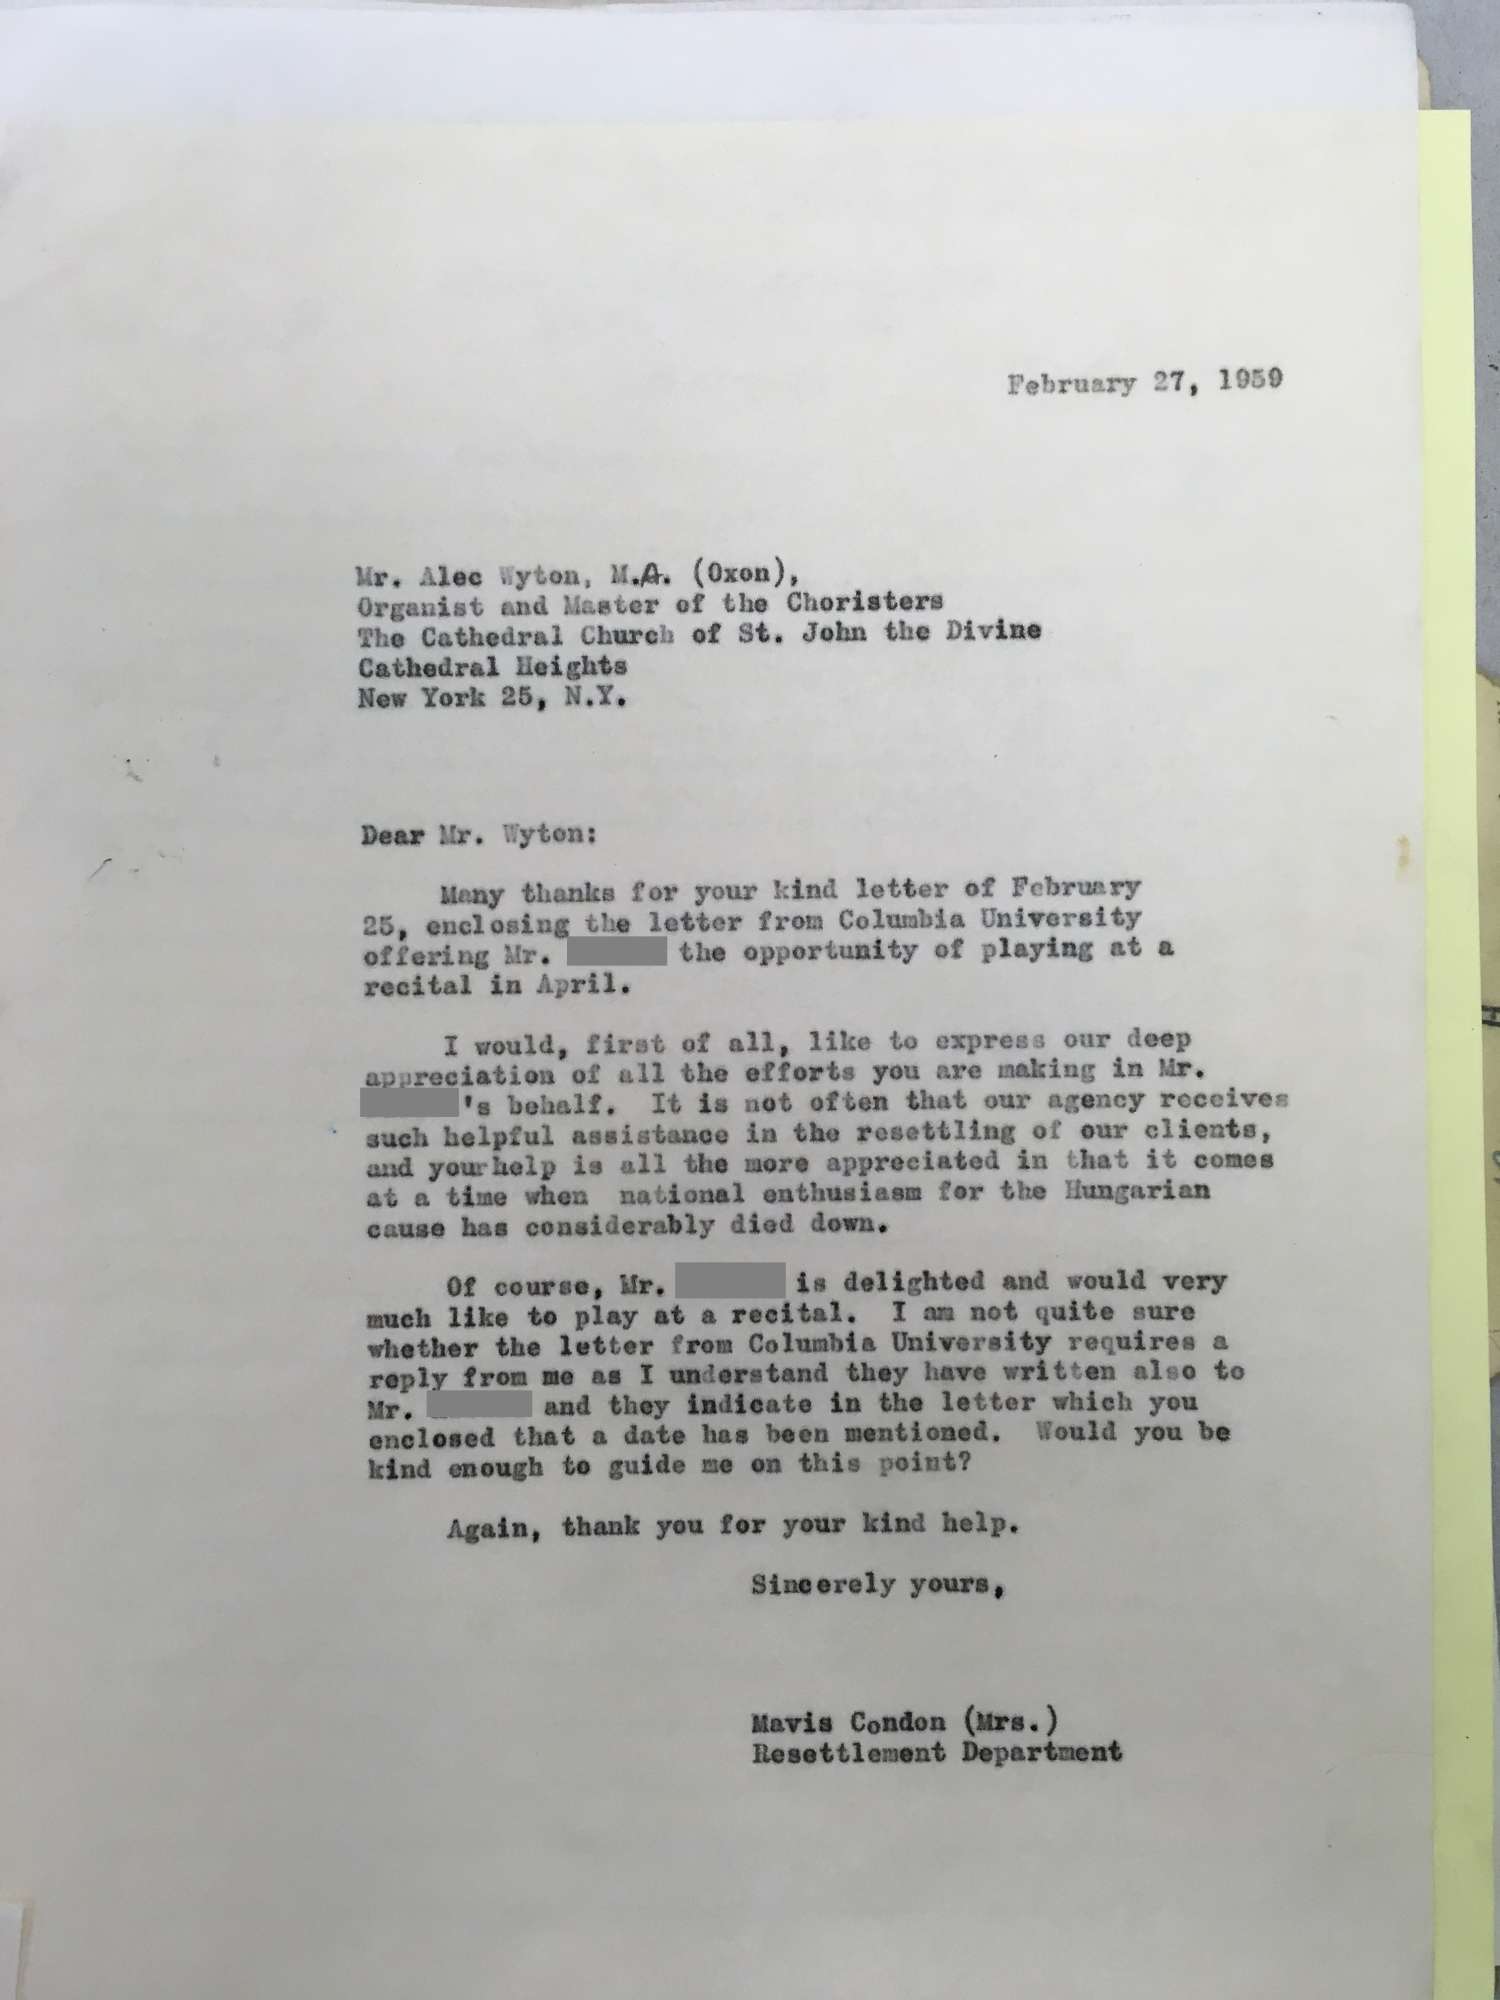 February 27, 1959
Mr. Alec Wyton, M.A. (Oxon),
Organist and Master of the Choristers
The Cathedral Church of St. John the Divine
Cathedral Heights
New York 25, N.Y.
Dear Mr. Wyton:
Many thanks for your kind letter of February
25, enclosing the letter from Columbia University
offering Mr. the opportunity of playing at a
recital in April.
I would, first of all, like to express our deep
appreciation of all the efforts you are making in Mr.
's behalf. It is not often that our agency receives
such helpful assistance in the resettling of our clients,
and your help is all the more appreciated in that it comes
at a time when national enthusiasm for the Hungarian
cause has considerably died down.
Of course, Mr. is delighted and would very
much like to play at a recital. I am not quite sure
whether the letter from Columbia University requires a
reply from me as I understand they have written also to
Mr. and they indicate in the letter which you
enclosed that a date has been mentioned. Would you be
kind enough to guide me on this point?
Again, thank you for your kind help.
Sincerely yours,
Mavis Condon (Mrs.)
Resettlement Department